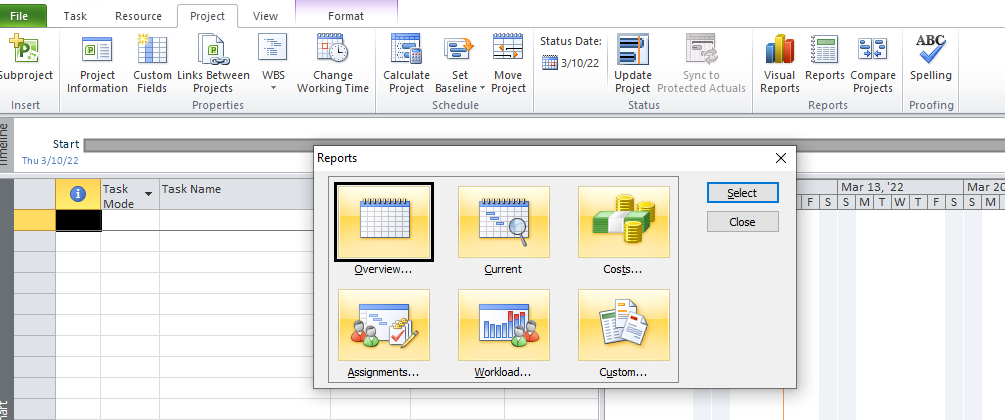 File Task Resource Project View Format
Subproject
Project Information
Custom Fields
Links Between Projects
WBS
Change Working Time
Calculate Project
Set Baseline
Move Project
Status Date:
3/10/22
Update Project
Sync to Protected Actuals
Visual Reports
Reports
Compare Projects
ABC
Spelling
Insert Properties Schedule Status Reports Proofing
Timeline
Start
Thu 3/10/22
Reports
Task Mode
Task Name
Mar 13, '22 Mar 20
F S S M T W T F S S M
Overview...
Current
Costs...
Select
Close
Assignments...
Workload...
Custom...